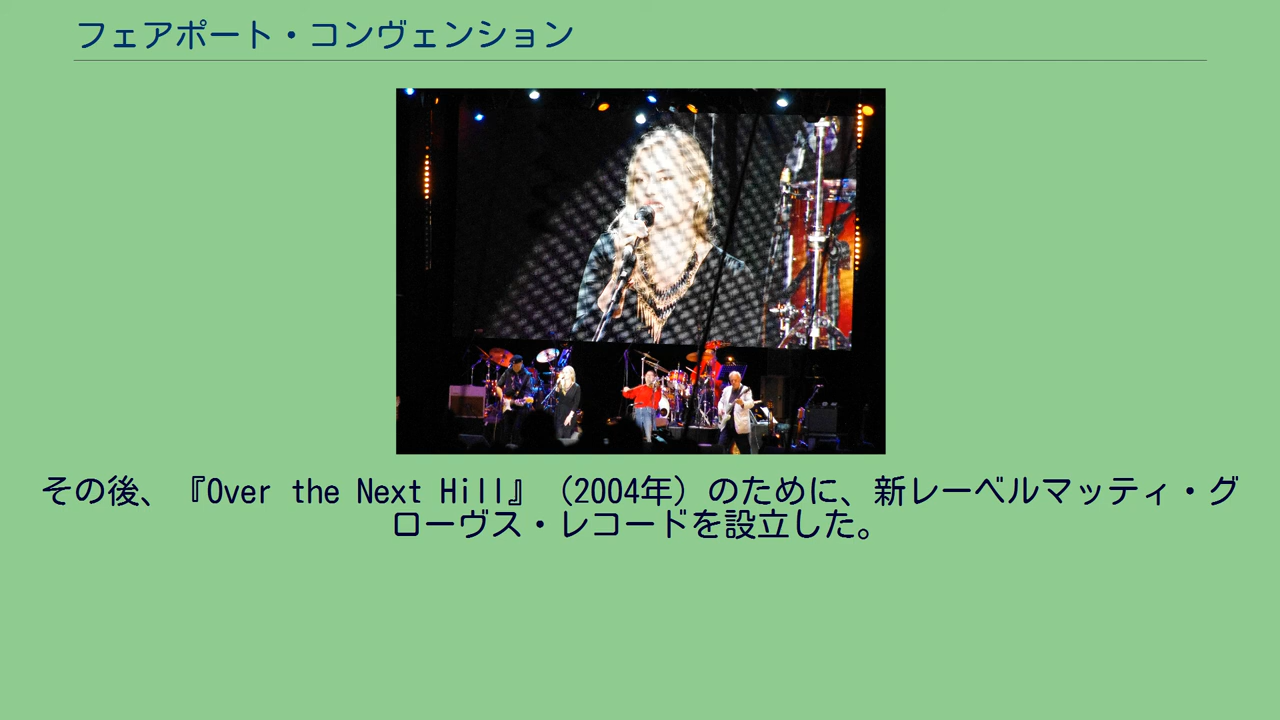 フェアポート・コンヴェンション
その後、『Over the Next Hill』（2004年）のために、新レーベルマッティ・グ
ローヴス・レコードを設立した。